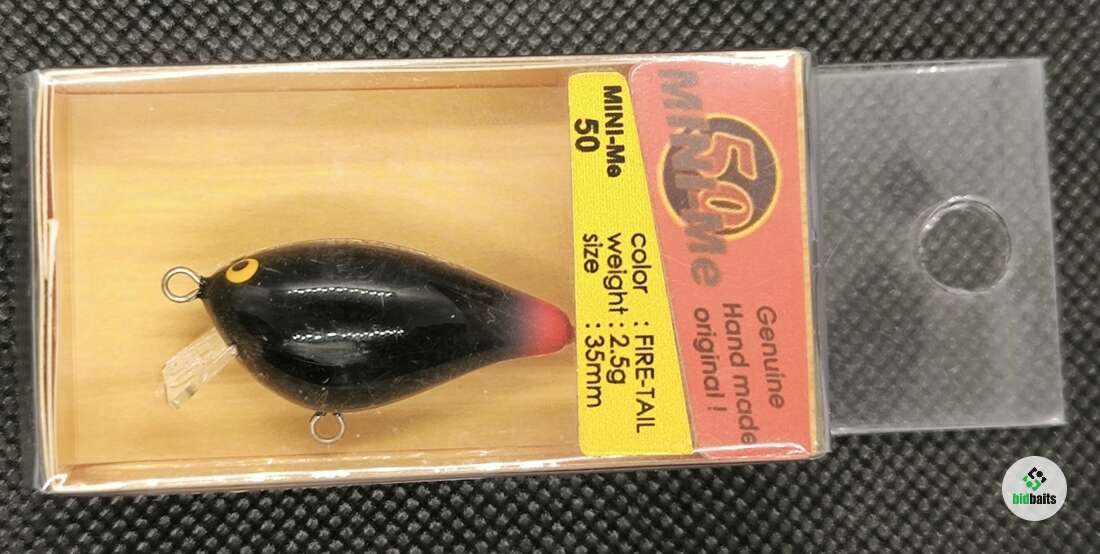 MINI-Me
50
color : FIRE-TAIL
weight : 2.5g
size : 35mm
50
MINI-Me
Genuine
Hand made
original !
bidbaits